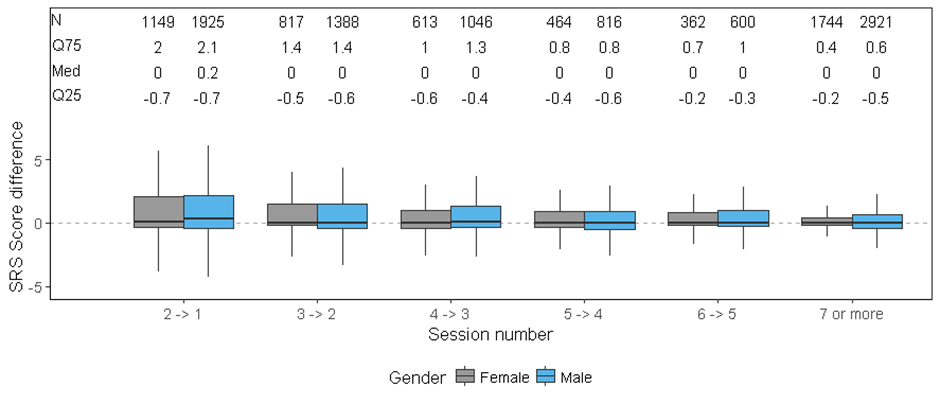 N 1149 1925 817 1388 613 1046 464 816 362 600 1744 2921
Q75 2 2.1 1.4 1.4 1 1.3 0.8 0.8 0.7 1 0.4 0.6
Med 0 0.2 0 0 0 0 0 0 0 0 0 0
Q25 -0.7 -0.7 -0.5 -0.6 -0.6 -0.4 -0.4 -0.6 -0.2 -0.3 -0.2 -0.5
SRS Score difference
5
0
-5
2 -> 1 3 -> 2 4 -> 3 5 -> 4 6 -> 5 7 or more
Session number
Gender Female Male